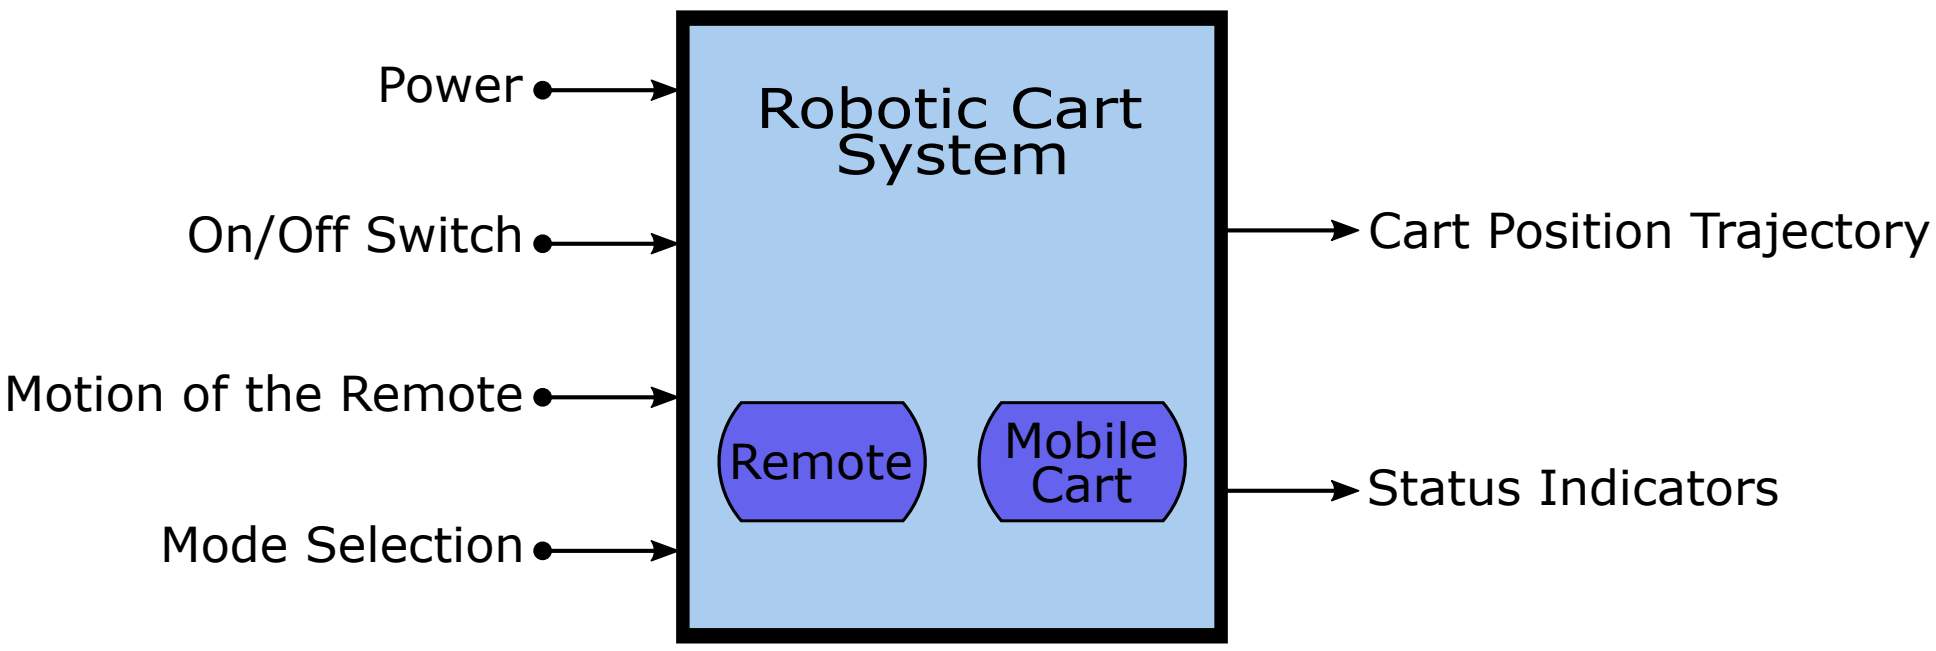 Power
On/Off Switch
Motion of the Remote
Mode Selection
Robotic Cart
System
Remote
Mobile
Cart
Cart Position Trajectory
Status Indicators